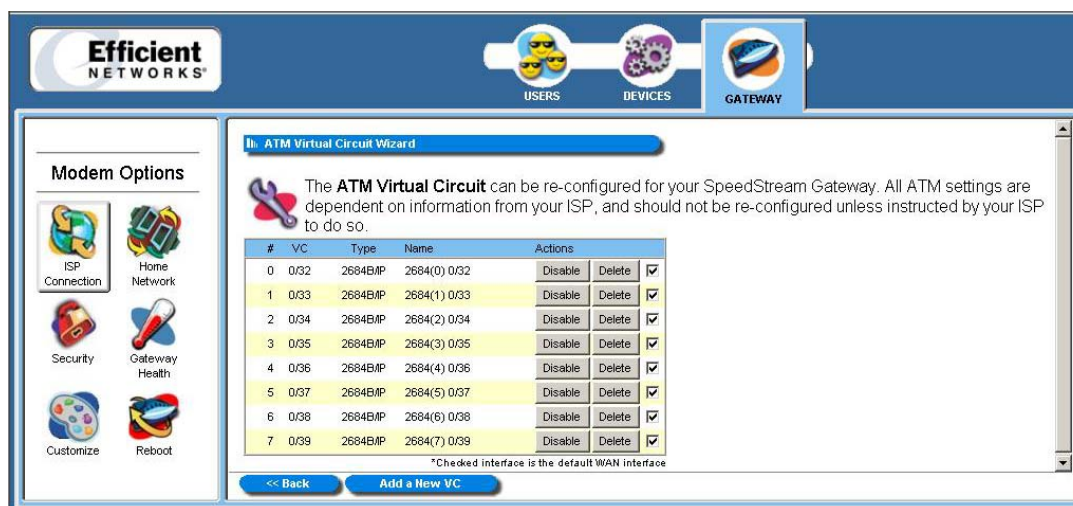 Efficient
NETWORKS®
USERS
DEVICES
GATEWAY
Modem Options
ISP
Connection
Home
Network
Security
Gateway
Health
Customize
Reboot
ATM Virtual Circuit Wizard
The ATM Virtual Circuit can be re-configured for your SpeedStream Gateway. All ATM settings are
dependent on information from your ISP, and should not be re-configured unless instructed by your ISP
to do so.
# VC Type Name Actions
0 0/32 2684B/IP 2684(0) 0/32 Disable Delete
1 0/33 2684B/IP 2684(1) 0/33 Disable Delete
2 0/34 2684B/IP 2684(2) 0/34 Disable Delete
3 0/35 2684B/IP 2684(3) 0/35 Disable Delete
4 0/36 2684B/IP 2684(4) 0/36 Disable Delete
5 0/37 2684B/IP 2684(5) 0/37 Disable Delete
6 0/38 2684B/IP 2684(6) 0/38 Disable Delete
7 0/39 2684B/IP 2684(7) 0/39 Disable Delete
*Checked interface is the default WAN interface
<< Back
Add a New VC